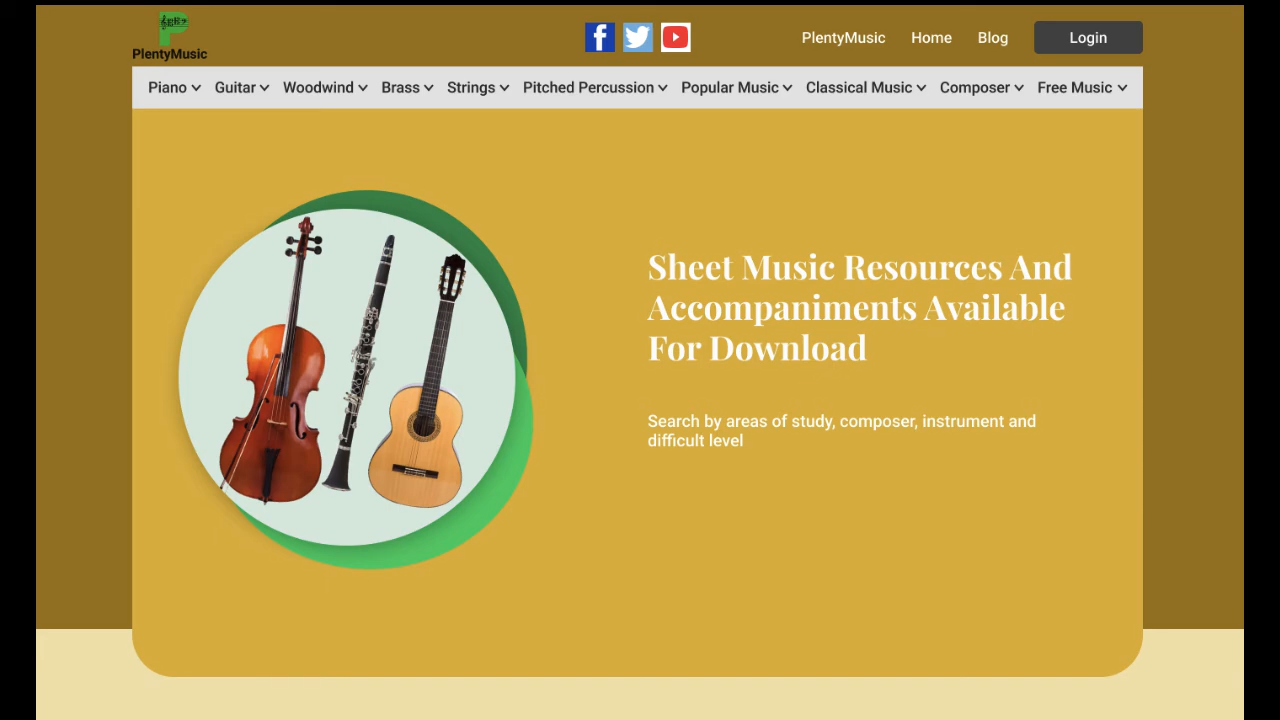 PlentyMusic
PlentyMusic Home Blog Login
Piano Guitar Woodwind Brass Strings Pitched Percussion Popular Music Classical Music Composer Free Music
Sheet Music Resources And
Accompaniments Available
For Download
Search by areas of study, composer, instrument and
difficult level